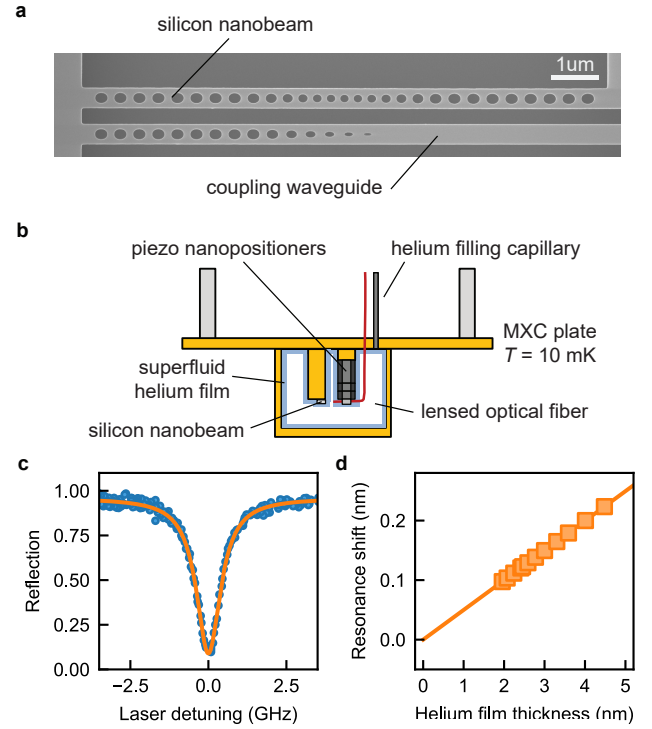 a
silicon nanobeam
1um
coupling waveguide
b
piezo nanopositioners
helium filling capillary
MXC plate
T = 10 mK
superfluid
helium film
silicon nanobeam
lensed optical fiber
c
1.00
0.75
0.50
0.25
0.00
Reflection
−2.5
0.0
2.5
Laser detuning (GHz)
d
0.2
0.1
0.0
Resonance shift (nm)
0
1
2
3
4
5
Helium film thickness (nm)